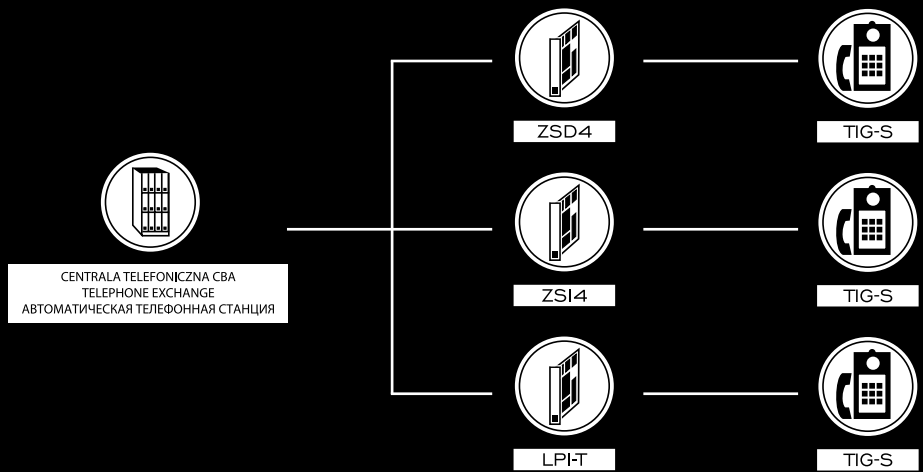 ZSD4
TIG-S
CENTRALA TELEFONICZNA CBA
TELEPHONE EXCHANGE
АВТОМАТИЧЕСКАЯ ТЕЛЕФОННАЯ СТАНЦИЯ
ZSI4
TIG-S
LPI-T
TIG-S